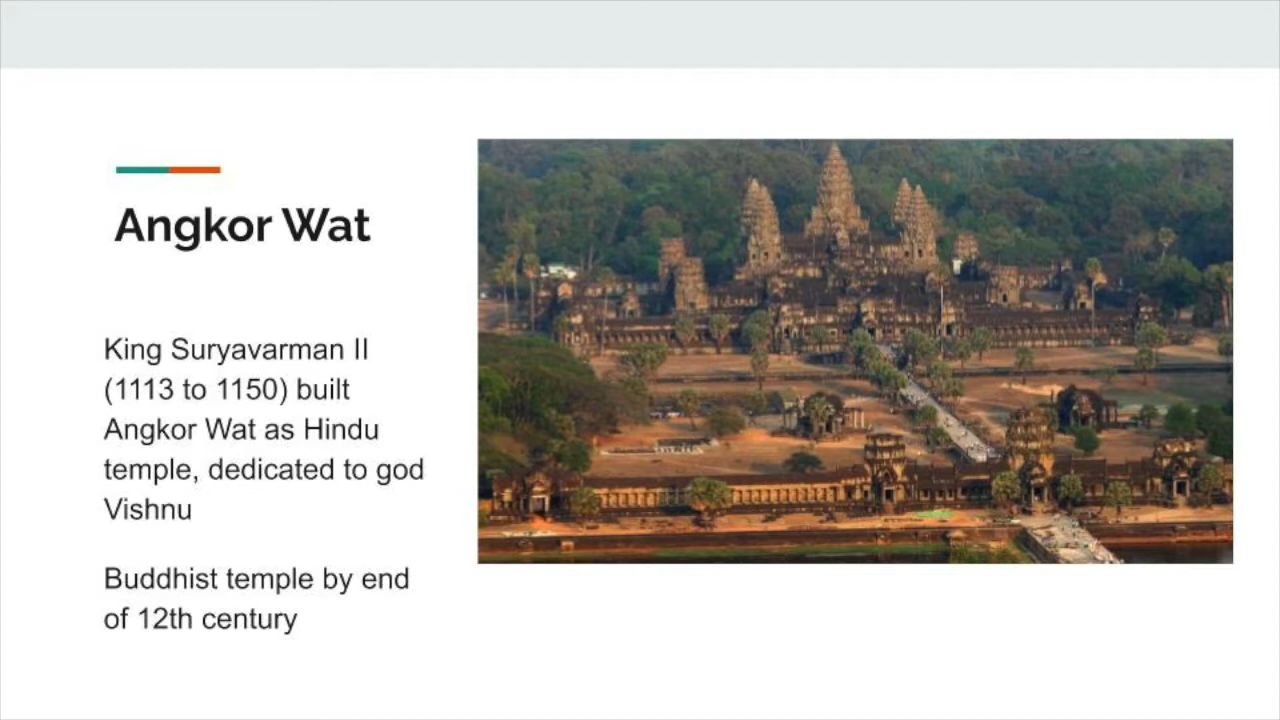 Angkor Wat
King Suryavarman II
(1113 to 1150) built
Angkor Wat as Hindu
temple, dedicated to god
Vishnu
Buddhist temple by end
of 12th century